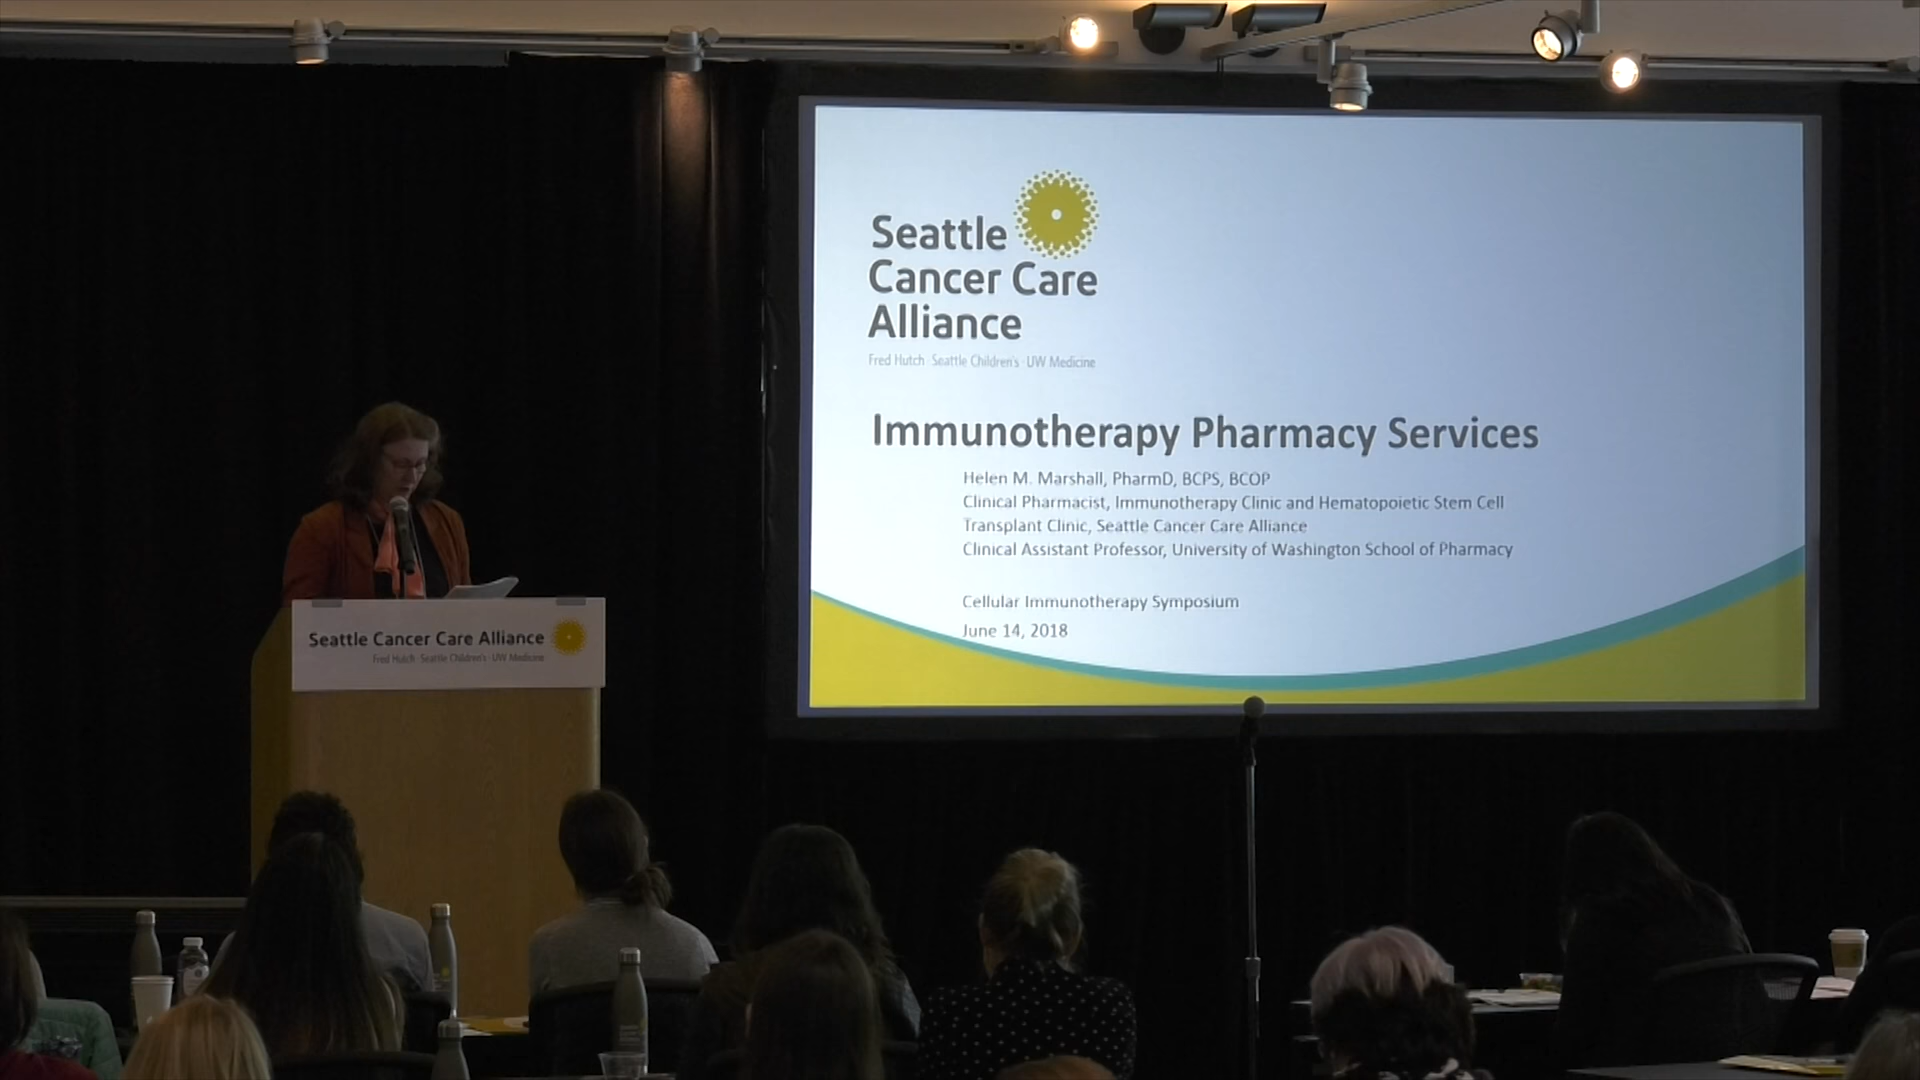 Seattle
Cancer Care
Alliance
Fred Hutch · Seattle Children's · UW Medicine
Immunotherapy Pharmacy Services
Helen M. Marshall, PharmD, BCPS, BCOP
Clinical Pharmacist, Immunotherapy Clinic and Hematopoietic Stem Cell
Transplant Clinic, Seattle Cancer Care Alliance
Clinical Assistant Professor, University of Washington School of Pharmacy
Cellular Immunotherapy Symposium
June 14, 2018
Seattle Cancer Care Alliance
Fred Hutch · Seattle Children's · UW Medicine